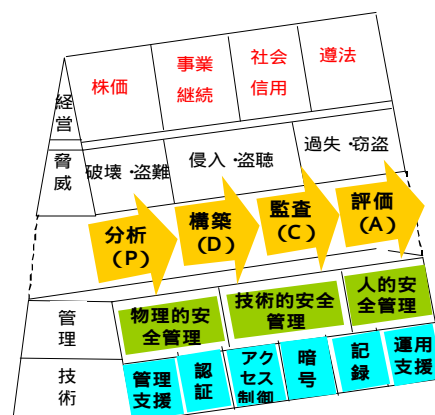 株価
事業
継続
社会
信用
遵法
経
営
脅
威
破壊・盗難
侵入・盗聴
過失・窃盗
分析
(P)
構築
(D)
監査
(C)
評価
(A)
管
理
物理的安
全管理
技術的安全
管理
人的安
全管理
技
術
管理
支援
認
証
アク
セス
制御
暗
号
記
録
運用
支援